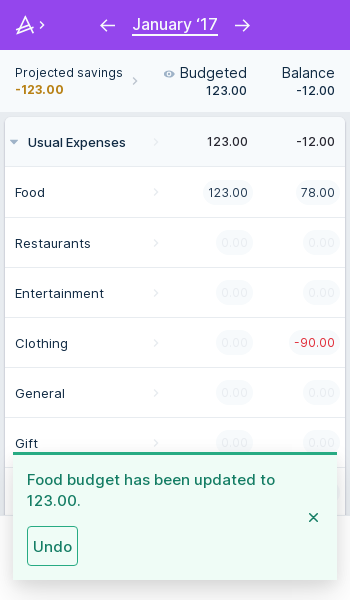 January ‘17
Projected savings
-123.00
Budgeted
123.00
Balance
-12.00
Usual Expenses 123.00 -12.00
Food 123.00 78.00
Restaurants 0.00 0.00
Entertainment 0.00 0.00
Clothing 0.00 -90.00
General 0.00 0.00
Gift 0.00 0.00
Food budget has been updated to
123.00.
Undo